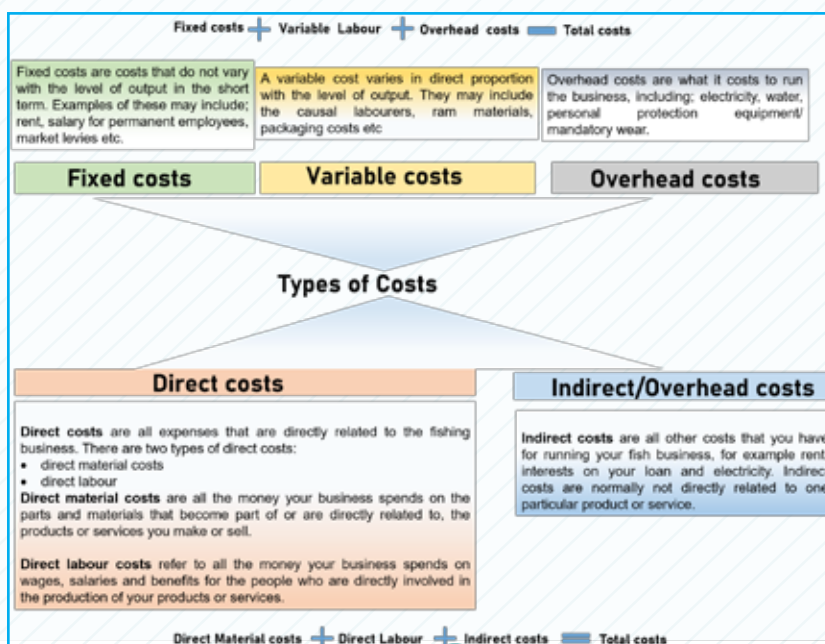 Fixed costs + Variable Labour + Overhead costs = Total costs
Fixed costs are costs that do not vary
with the level of output in the short
term. Examples of these may include;
rent, salary for permanent employees,
market levies etc.
A variable cost varies in direct proportion
with the level of output. They may include
the causal labourers, ram materials,
packaging costs etc
Overhead costs are what it costs to run
the business, including; electricity, water,
personal protection equipment/
mandatory wear.
Fixed costs
Variable costs
Overhead costs
Types of Costs
Direct costs
Direct costs are all expenses that are directly related to the fishing
business. There are two types of direct costs:
• direct material costs
• direct labour
Direct material costs are all the money your business spends on the
parts and materials that become part of or are directly related to, the
products or services you make or sell.
Direct labour costs refer to all the money your business spends on
wages, salaries and benefits for the people who are directly involved in
the production of your products or services.
Indirect/Overhead costs
Indirect costs are all other costs that you have
for running your fish business, for example rent
interests on your loan and electricity. Indirec
costs are normally not directly related to one
particular product or service.
Direct Material costs + Direct Labour + Indirect costs = Total costs